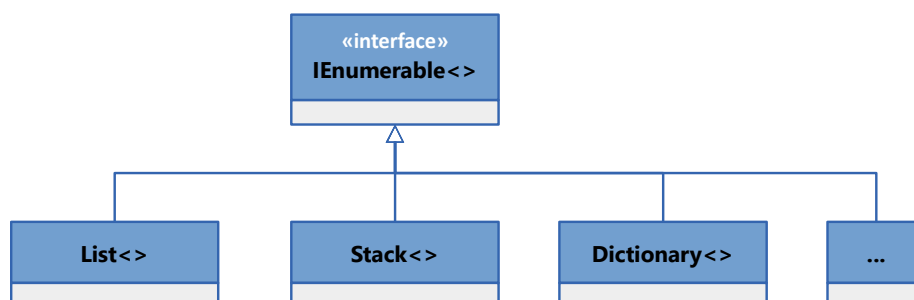 «interface»
IEnumerable<>
List<>
Stack<>
Dictionary<>
...